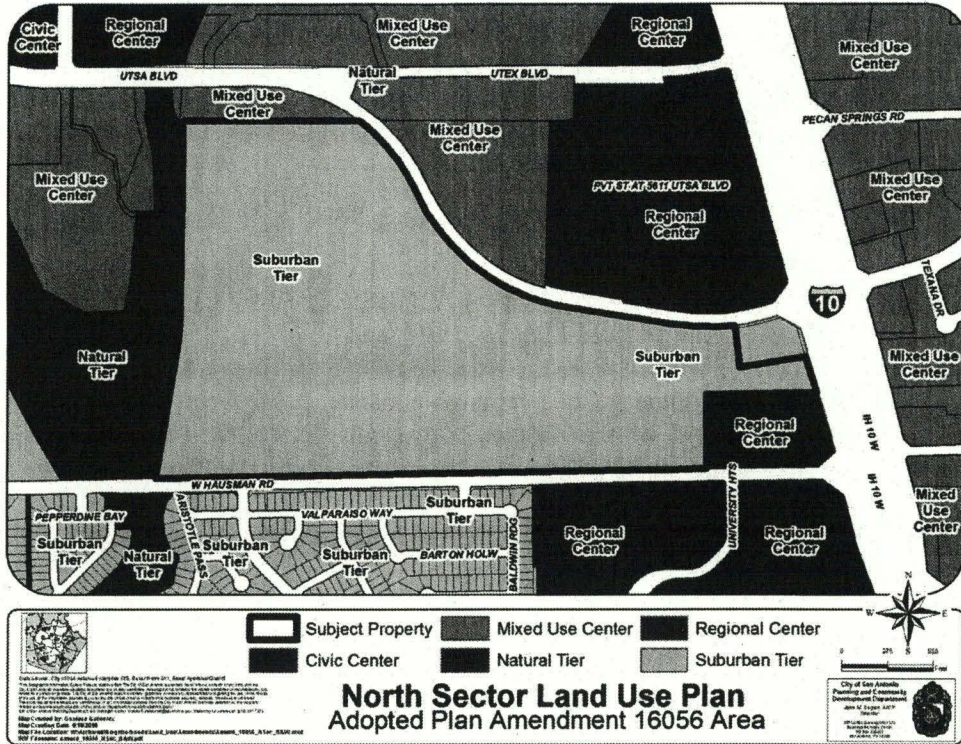 Civic Center
Regional Center
Mixed Use Center
Regional Center
Mixed Use Center
UTSA BLVD
Natural Tier
UTEX BLVD
Mixed Use Center
Mixed Use Center
PECAN SPRINGS RD
Mixed Use Center
PVT ST AT 5811 UTSA BLVD
Mixed Use Center
Regional Center
Suburban Tier
TEXANA DR
10
Natural Tier
Suburban Tier
Mixed Use Center
Regional Center
IH 10 W
IH 10 W
W HAUSMAN RD
PEPPERDINE BAY
ARISTOTLE PASS
VALPARAISO WAY
Suburban Tier
UNIVERSITY HTS
Mixed Use Center
Suburban Tier
Natural Tier
Suburban Tier
Suburban Tier
BARTON HOLW
BALDWIN RDG
Regional Center
Regional Center
N
W E
S
Subject Property
Mixed Use Center
Regional Center
Civic Center
Natural Tier
Suburban Tier
North Sector Land Use Plan
Adopted Plan Amendment 16056 Area
City of San Antonio
Planning and Community
Development Department